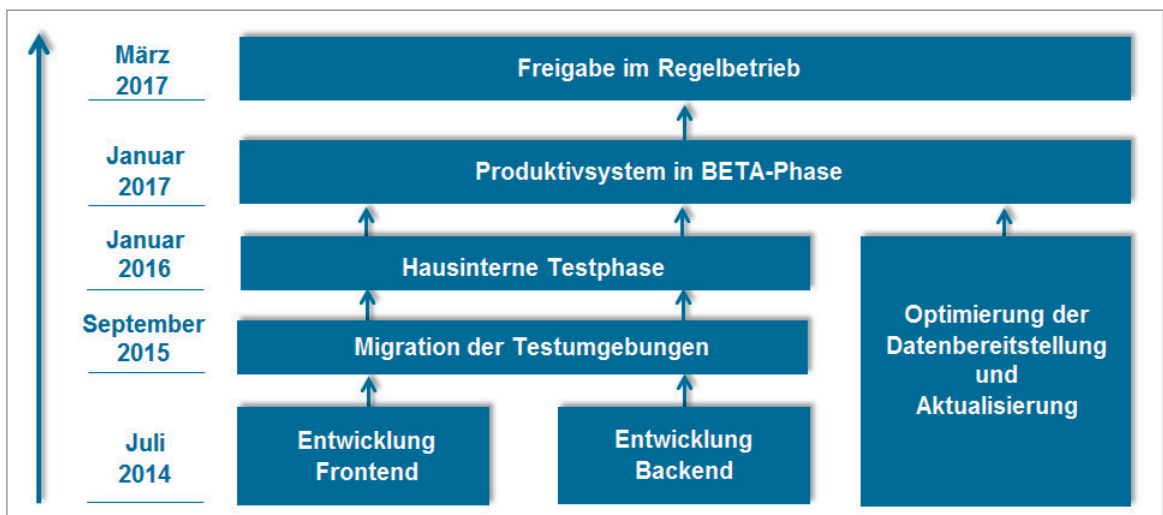 März
2017
Freigabe im Regelbetrieb
Januar
2017
Produktivsystem in BETA-Phase
Januar
2016
Hausinterne Testphase
September
2015
Migration der Testumgebungen
Optimierung der
Datenbereitstellung
und
Aktualisierung
Juli
2014
Entwicklung
Frontend
Entwicklung
Backend